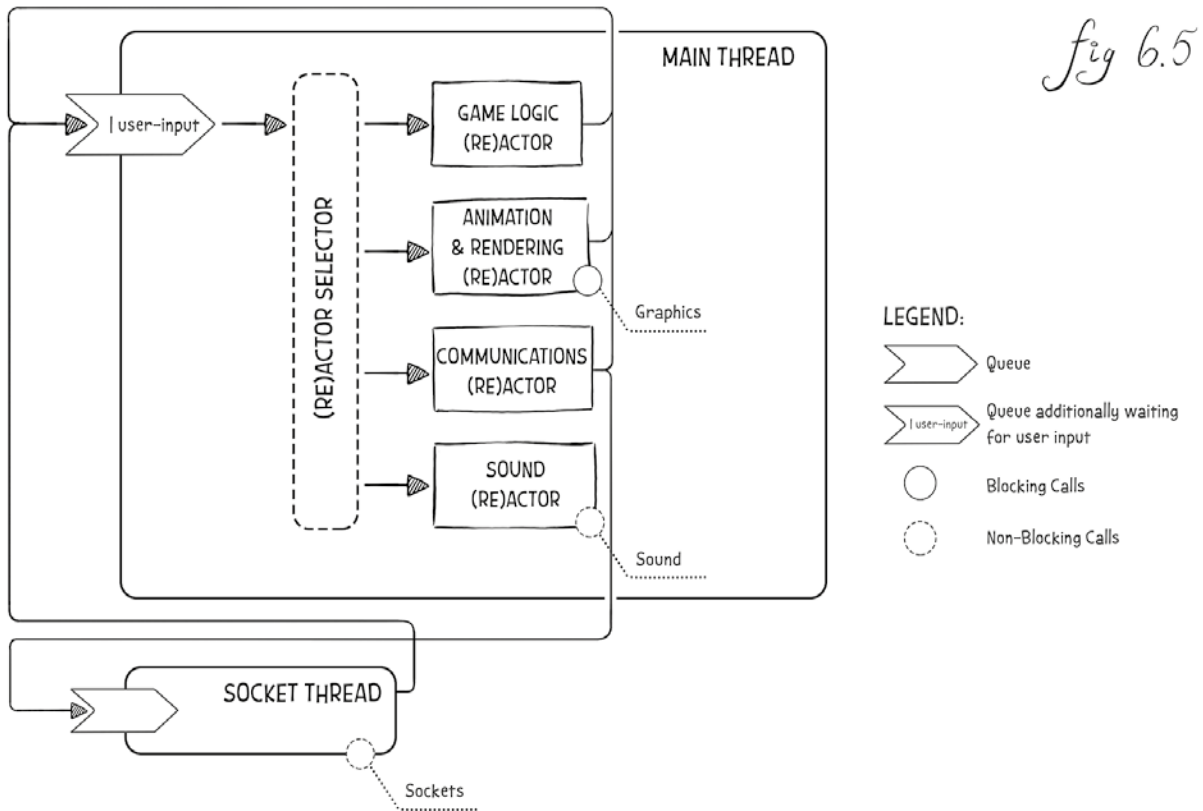 fig 6.5
MAIN THREAD
| user-input
(RE)ACTOR SELECTOR
GAME LOGIC
(RE)ACTOR
ANIMATION
& RENDERING
(RE)ACTOR
Graphics
COMMUNICATIONS
(RE)ACTOR
SOUND
(RE)ACTOR
Sound
SOCKET THREAD
Sockets
LEGEND:
Queue
| user-input
Queue additionally waiting
for user input
Blocking Calls
Non-Blocking Calls